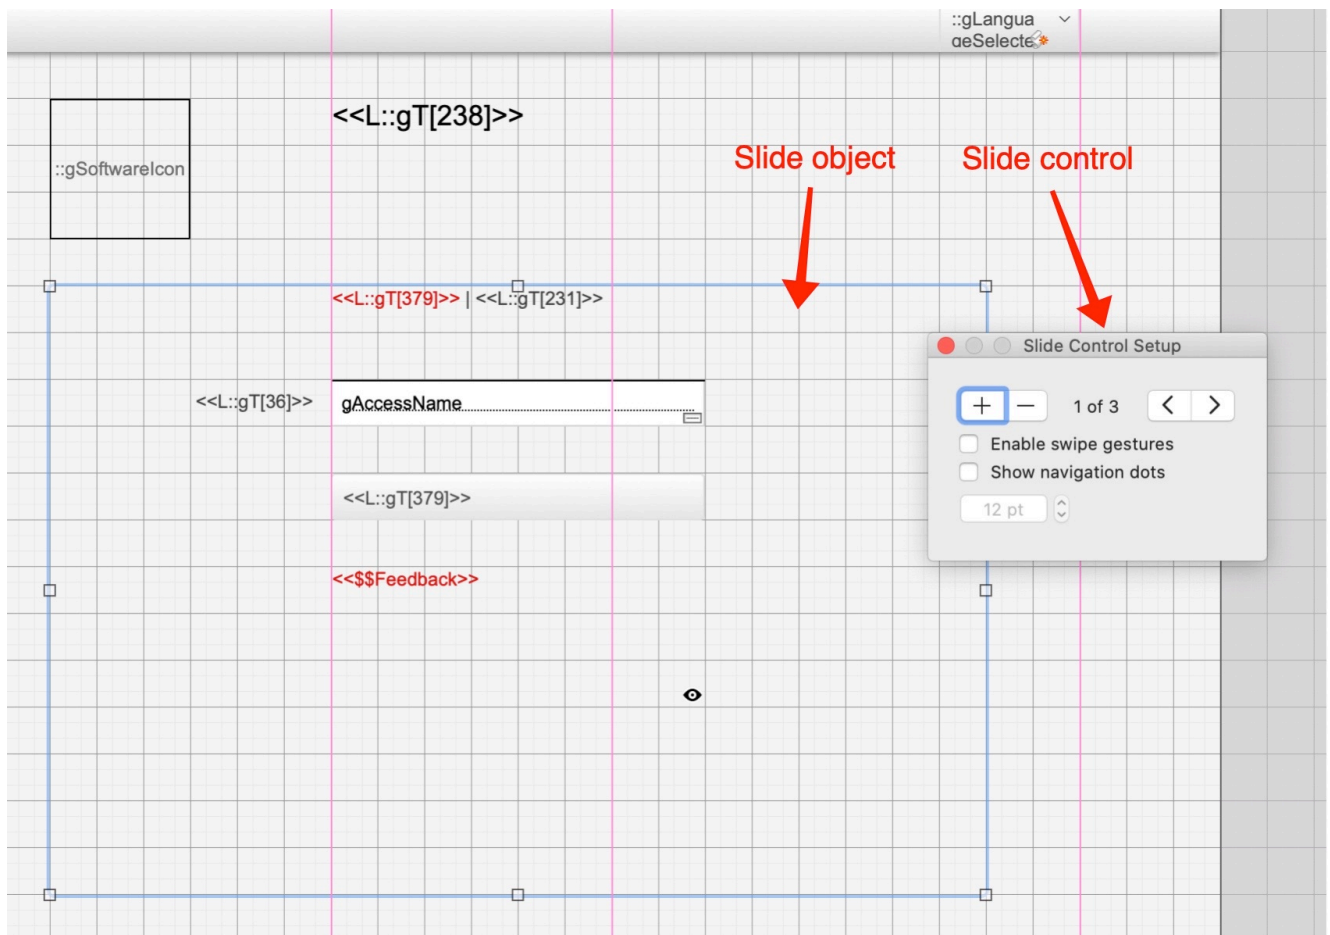 ::gLangua
geSelecte
<<L::gT[238]>>
::gSoftwareIcon
Slide object
Slide control
<<L::gT[379]>> | <<L::gT[231]>>
Slide Control Setup
<<L::gT[36]>>
gAccessName
+ − 1 of 3 < >
Enable swipe gestures
Show navigation dots
<<L::gT[379]>>
12 pt
<<$$Feedback>>